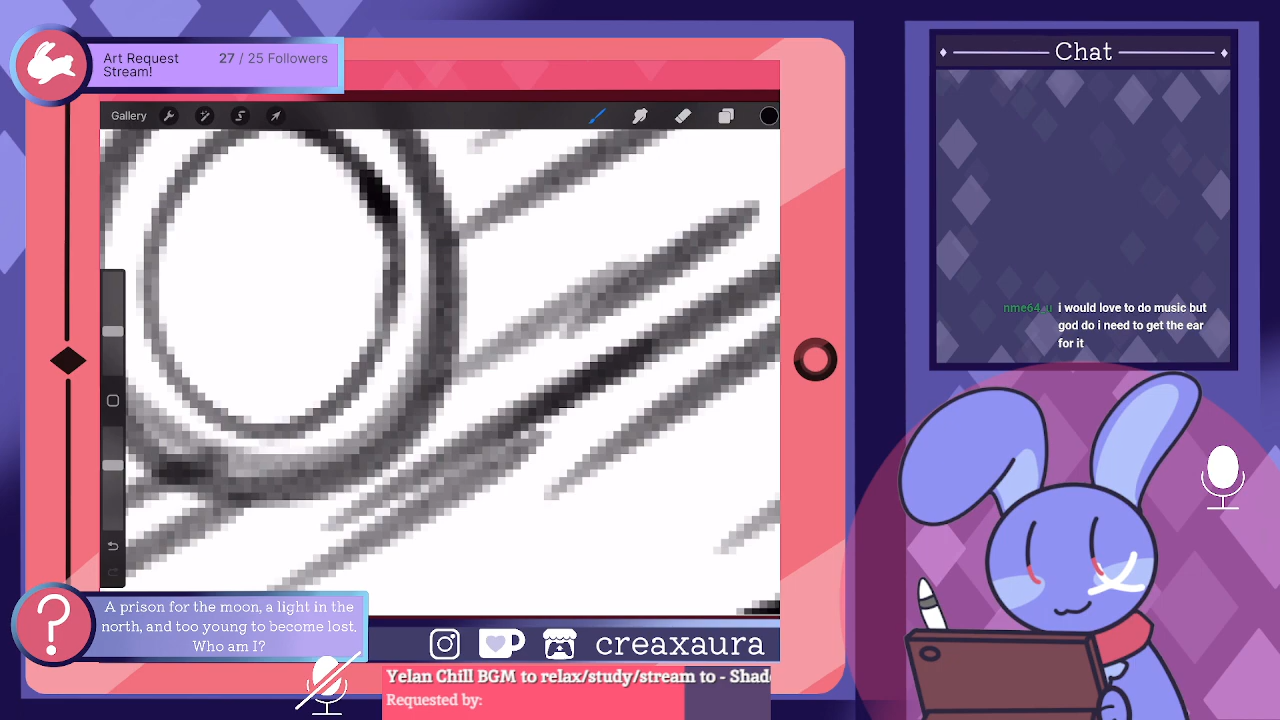 Art Request
Stream!
27 / 25 Followers
Chat
Gallery
nme64_u i would love to do music but
god do i need to get the ear
for it
A prison for the moon, a light in the
north, and too young to become lost.
Who am I?
creaxaura
Yelan Chill BGM to relax/study/stream to - Shad
Requested by: